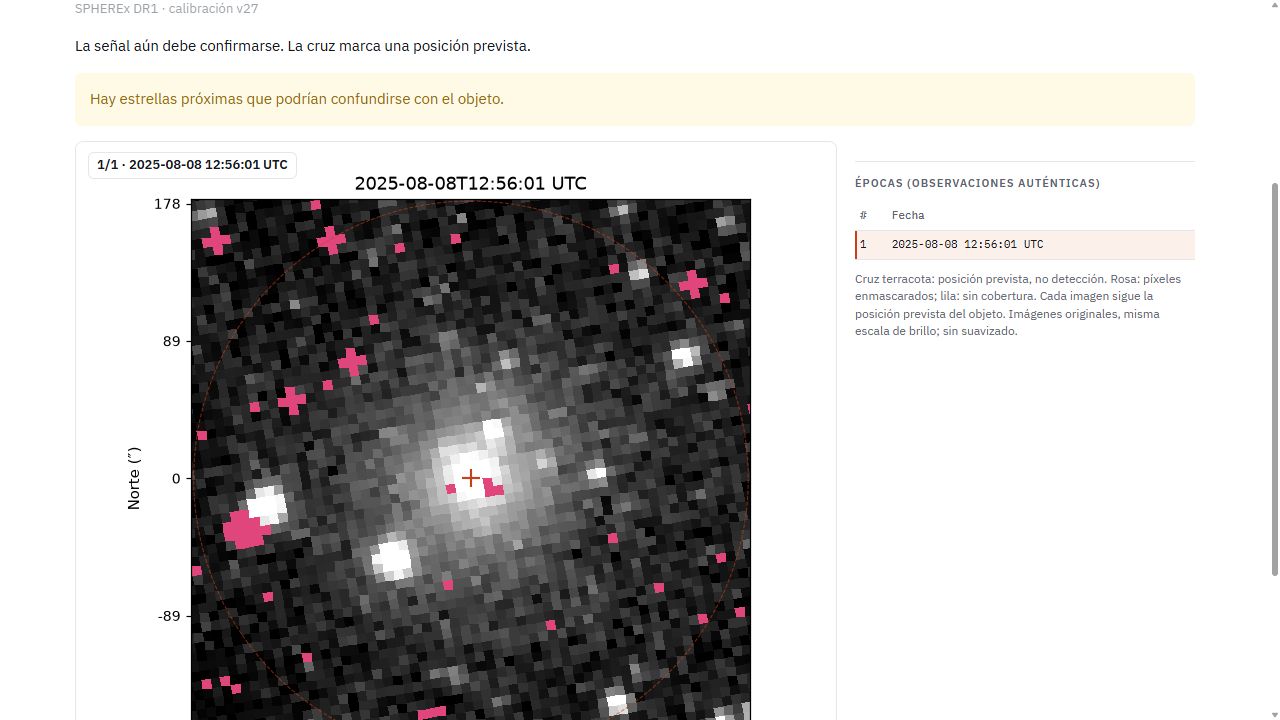 SPHEREx DR1 · calibración v27
La señal aún debe confirmarse. La cruz marca una posición prevista.
Hay estrellas próximas que podrían confundirse con el objeto.
1/1 · 2025-08-08 12:56:01 UTC
2025-08-08T12:56:01 UTC
178
89
0
-89
Norte (″)
ÉPOCAS (OBSERVACIONES AUTÉNTICAS)
# Fecha
1 2025-08-08 12:56:01 UTC
Cruz terracota: posición prevista, no detección. Rosa: píxeles
enmascarados; lila: sin cobertura. Cada imagen sigue la
posición prevista del objeto. Imágenes originales, misma
escala de brillo; sin suavizado.